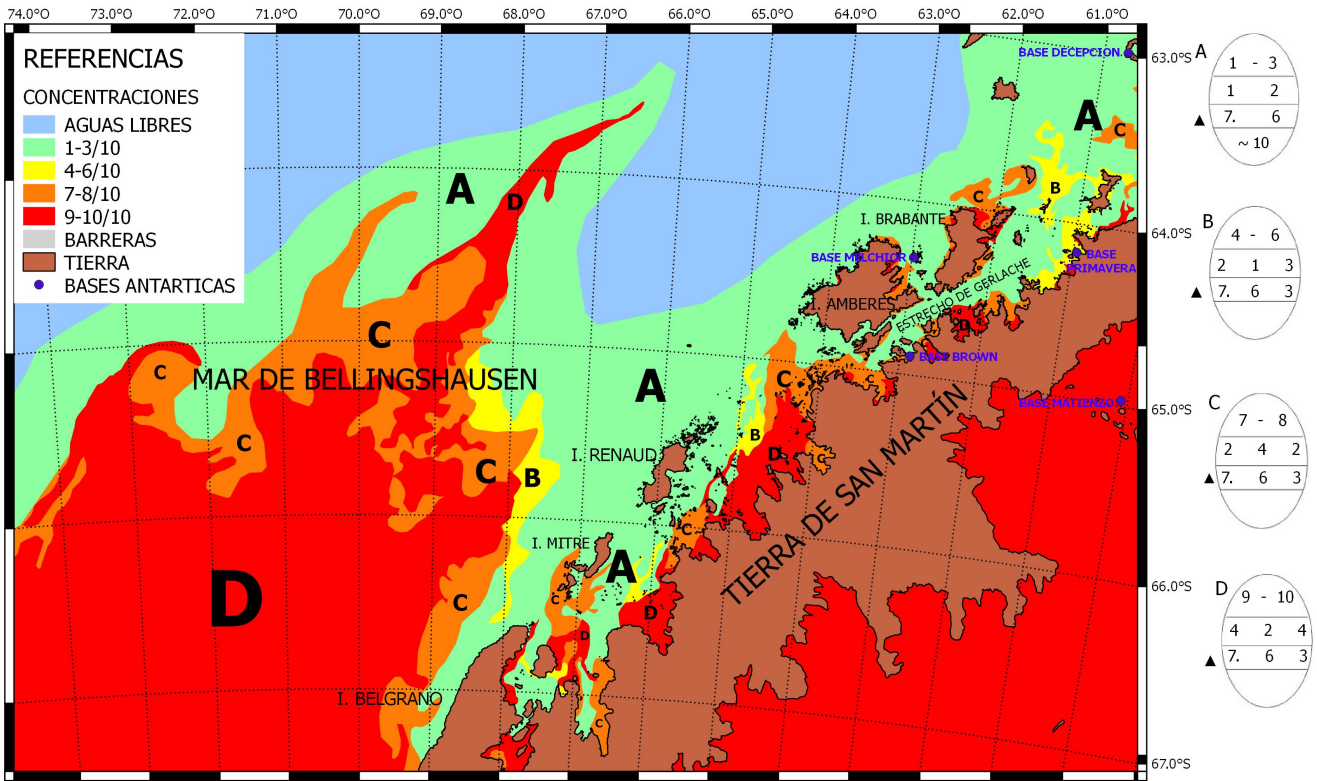 74.0°O 73.0°O 72.0°O 71.0°O 70.0°O 69.0°O 68.0°O 67.0°O 66.0°O 65.0°O 64.0°O 63.0°O 62.0°O 61.0°O
REFERENCIAS
CONCENTRACIONES
AGUAS LIBRES
1-3/10
4-6/10
7-8/10
9-10/10
BARRERAS
TIERRA
BASES ANTARTICAS
BASE DECEPCION
63.0°S
A
C
A
D
B
C
I. BRABANTE
64.0°S
BASE MELCHIOR
BASE
PRIMAVERA
I. AMBERES
ESTRECHO DE GERLACHE
D
C
BASE BROWN
C
MAR DE BELLINGSHAUSEN
A
C
C
BASE MATIENZO
65.0°S
C
B
I. RENAUD
D
C
C
B
A
TIERRA DE SAN MARTÍN
C
I. MITRE
A
66.0°S
D
C
C
D
D
I. BELGRANO
C
C
67.0°S
A
1 - 3
1 2
7. 6
~ 10
B
4 - 6
2 1 3
7. 6 3
C
7 - 8
2 4 2
7. 6 3
D
9 - 10
4 2 4
7. 6 3